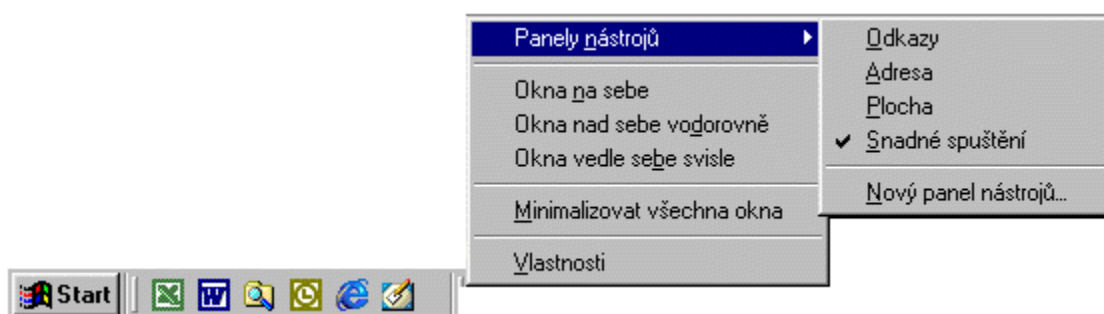 Panely nástrojů
Okna na sebe
Okna nad sebe vodorovně
Okna vedle sebe svisle
Minimalizovat všechna okna
Vlastnosti
Odkazy
Adresa
Plocha
Snadné spuštění
Nový panel nástrojů...
Start